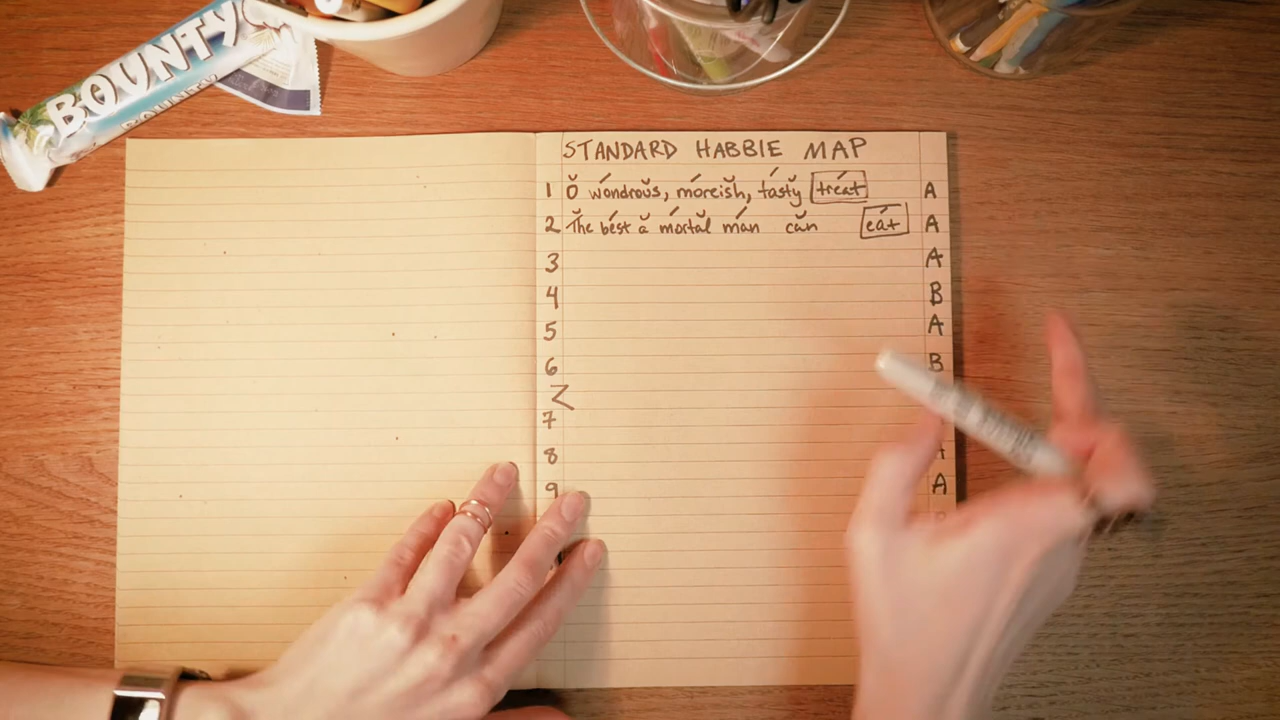 BOUNTY
BOUNTY
STANDARD HABBIE MAP
1 O wondrous, moreish, tasty treat A
2 The best a mortal man can eat A
3 A
4 B
5 A
6 B
7
8
9 A